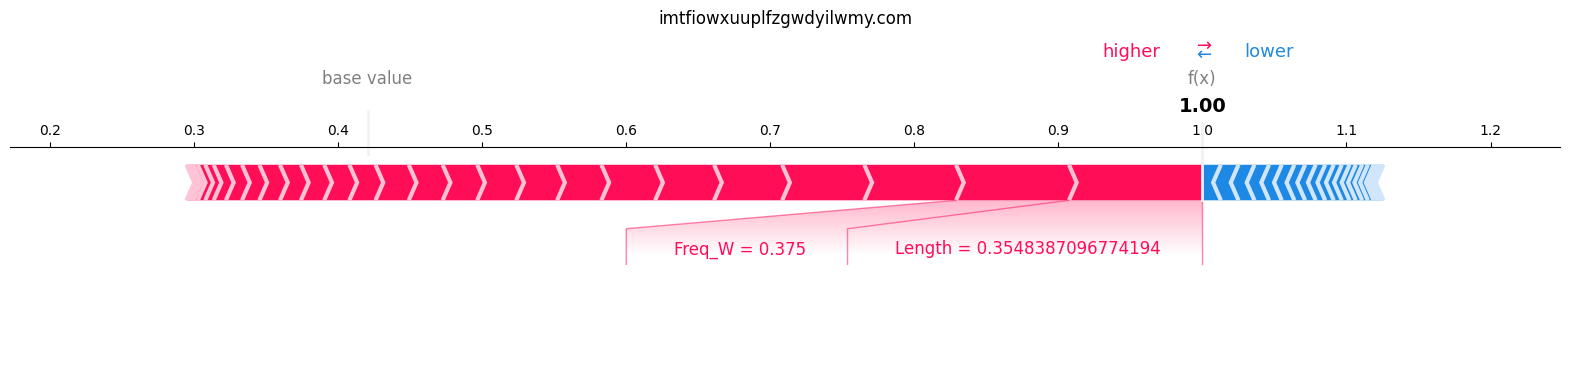 imtfiowxuuplfzgwdyilwmy.com
higher → ← lower
base value f(x)
1.00
0.2 0.3 0.4 0.5 0.6 0.7 0.8 0.9 1.0 1.1 1.2
Freq_W = 0.375 Length = 0.3548387096774194